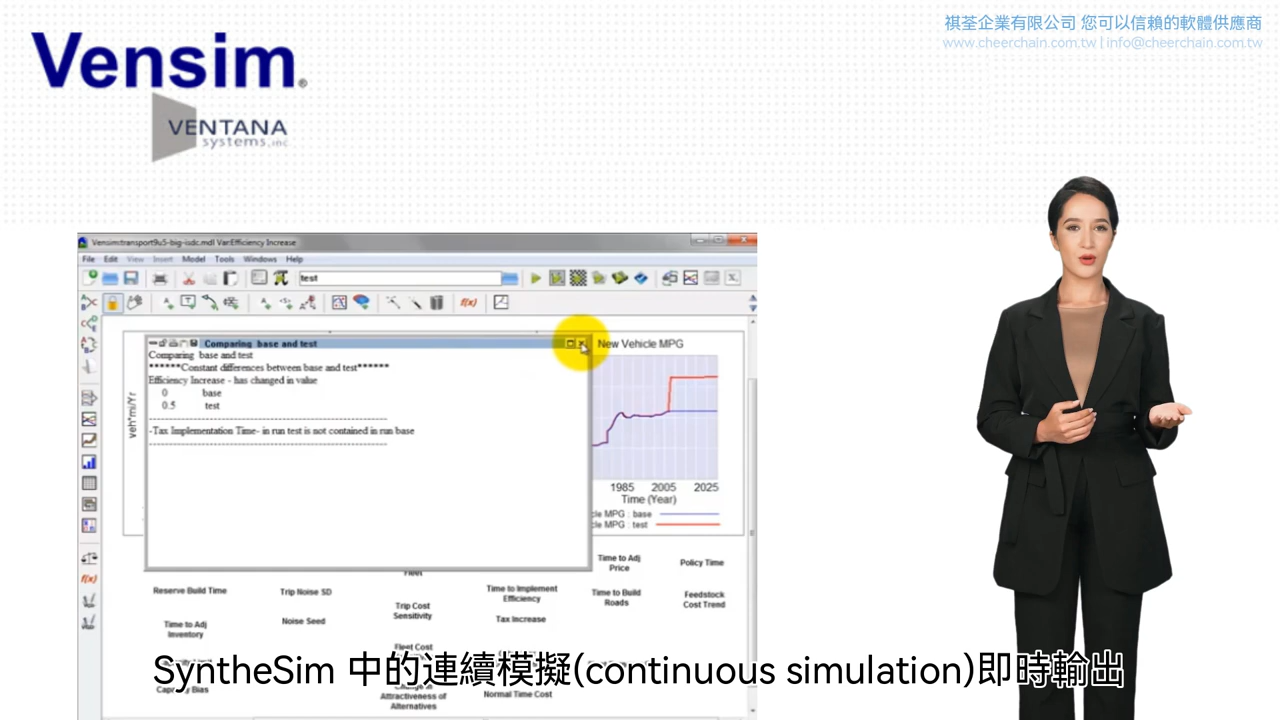 祺荃企業有限公司 您可以信賴的軟體供應商
www.cheerchain.com.tw | info@cheerchain.com.tw
Vensim®
VENTANA
systems, inc
Vensim:transport9u5-big-isdc.mdl Var:Efficiency Increase
File Edit View Insert Model Tools Windows Help
test
Comparing base and test
New Vehicle MPG
Comparing base and test
******Constant differences between base and test******
Efficiency Increase - has changed in value
0 base
0.5 test
-Tax Implementation Time- in run test is not contained in run base
veh*mi/Yr
1985 2005 2025
Time (Year)
cle MPG : base
cle MPG : test
Fleet
Time to Adj
Price
Policy Time
Reserve Build Time
Trip Noise SD
Time to Implement
Efficiency
Time to Build
Roads
Feedstock
Cost Trend
Trip Cost
Sensitivity
Time to Adj
Inventory
Noise Seed
Tax Increase
Fleet Cost
SyntheSim 中的連續模擬(continuous simulation)即時輸出
Attractiveness of
Alternatives
Normal Time Cost